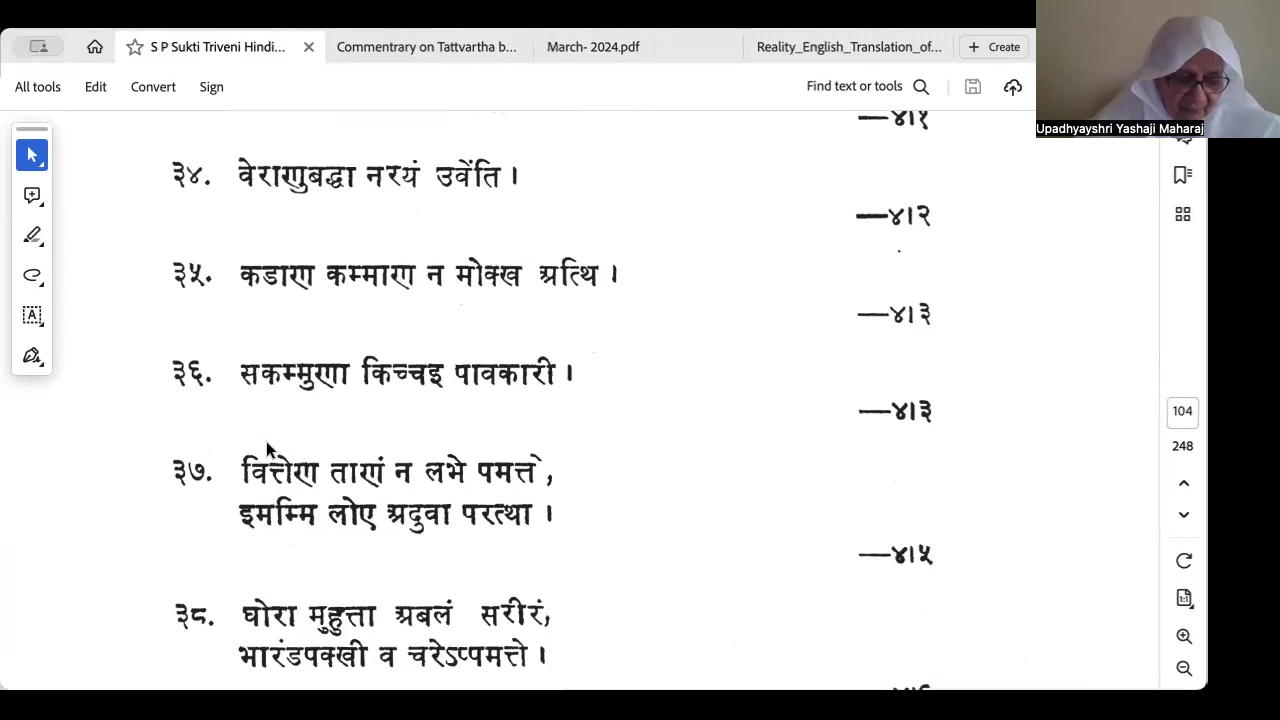 S P Sukti Triveni Hindi...
Commentrary on Tattvartha b...
March- 2024.pdf
Reality_English_Translation_of...
Create
All tools
Edit
Convert
Sign
Find text or tools
Upadhyayshri Yashaji Maharaj
—४।१
३४. वेराणुबद्धा नरयं उवेंति ।
—४।२
३५. कडाण कम्माण न मोक्ख अत्थि ।
—४।३
३६. सकम्मुणा किच्चइ पावकारी ।
—४।३
३७. वित्तेण ताणं न लभे पमत्ते,
इमम्मि लोए अदुवा परत्था ।
—४।५
३८. घोरा मुहुत्ता अबलं सरीरं,
भारंडपक्खी व चरेऽप्पमत्ते ।
104
248